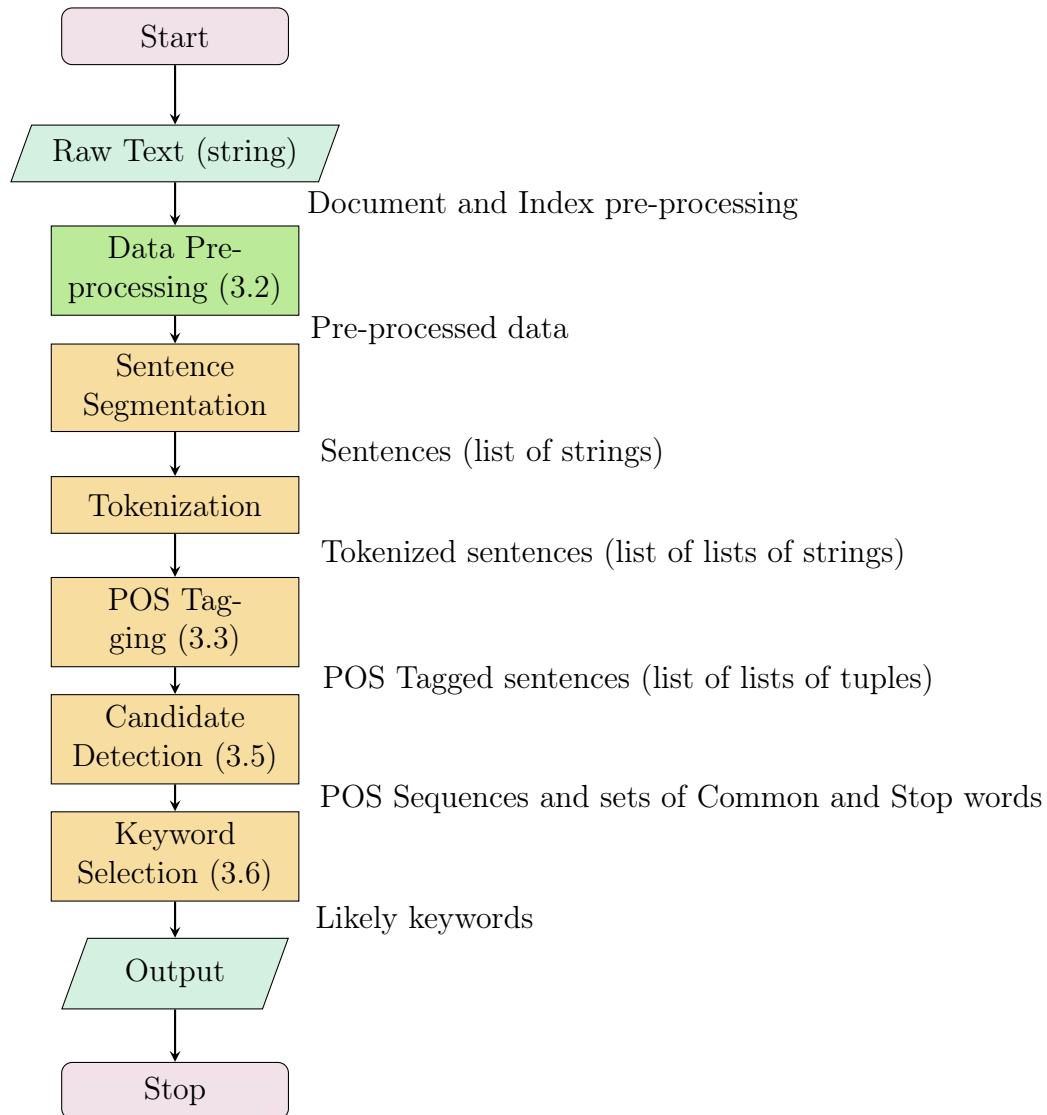 Start
Raw Text (string)
Document and Index pre-processing
Data Pre-
processing (3.2)
Pre-processed data
Sentence
Segmentation
Sentences (list of strings)
Tokenization
Tokenized sentences (list of lists of strings)
POS Tag-
ging (3.3)
POS Tagged sentences (list of lists of tuples)
Candidate
Detection (3.5)
POS Sequences and sets of Common and Stop words
Keyword
Selection (3.6)
Likely keywords
Output
Stop